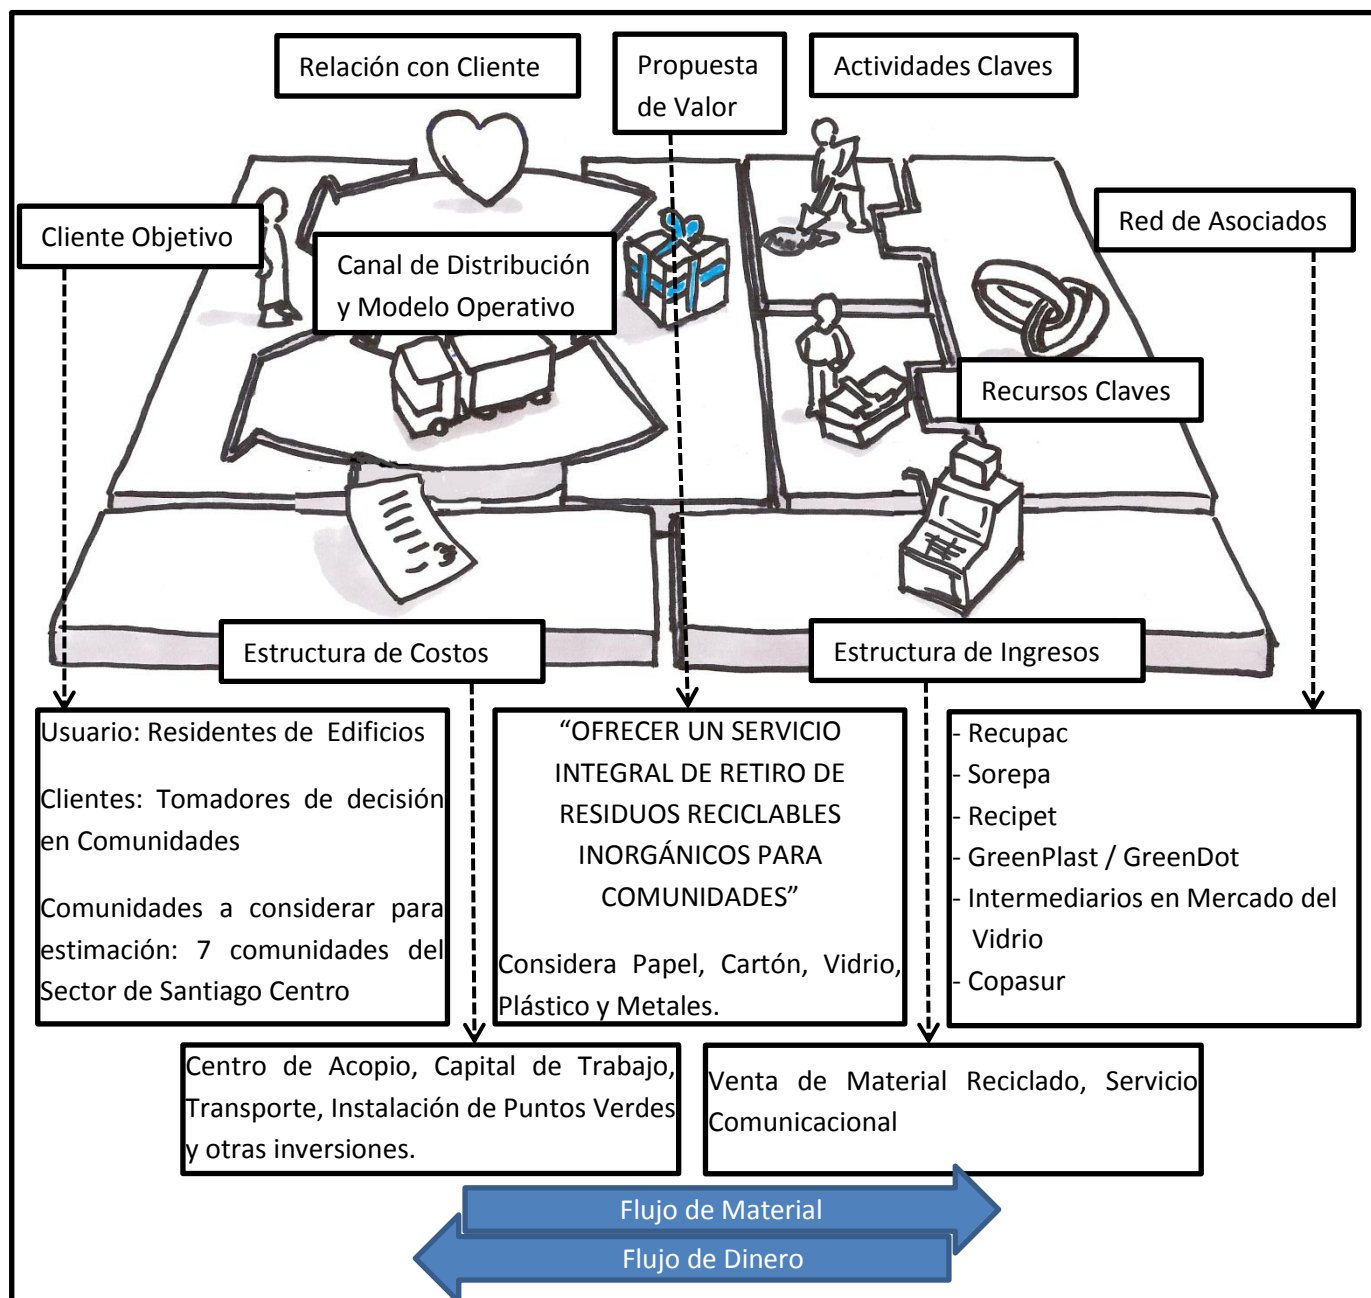 Relación con Cliente
Propuesta
de Valor
Actividades Claves
Cliente Objetivo
Canal de Distribución
y Modelo Operativo
Red de Asociados
Recursos Claves
Estructura de Costos
Estructura de Ingresos
Usuario: Residentes de Edificios
Clientes: Tomadores de decisión
en Comunidades
Comunidades a considerar para
estimación: 7 comunidades del
Sector de Santiago Centro
“OFRECER UN SERVICIO
INTEGRAL DE RETIRO DE
RESIDUOS RECICLABLES
INORGÁNICOS PARA
COMUNIDADES”
Considera Papel, Cartón, Vidrio,
Plástico y Metales.
- Recupac
- Sorepa
- Recipet
- GreenPlast / GreenDot
- Intermediarios en Mercado del
Vidrio
- Copasur
Centro de Acopio, Capital de Trabajo,
Transporte, Instalación de Puntos Verdes
y otras inversiones.
Venta de Material Reciclado, Servicio
Comunicacional
Flujo de Material
Flujo de Dinero